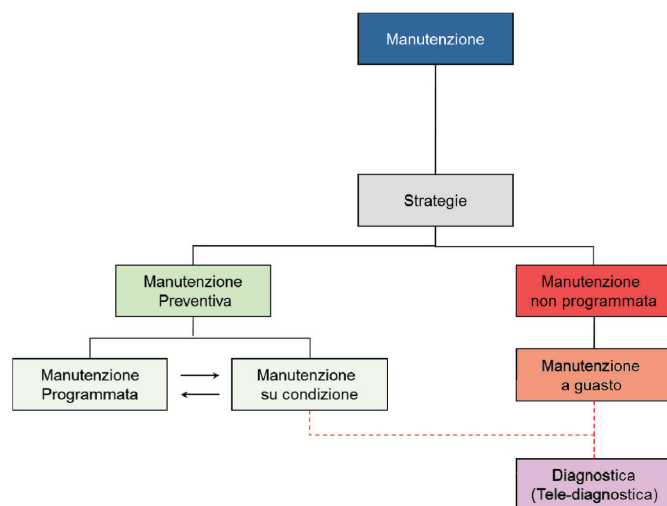 Manutenzione
Strategie
Manutenzione
Preventiva
Manutenzione
non programmata
Manutenzione
Programmata
Manutenzione
su condizione
Manutenzione
a guasto
Diagnostica
(Tele-diagnostica)